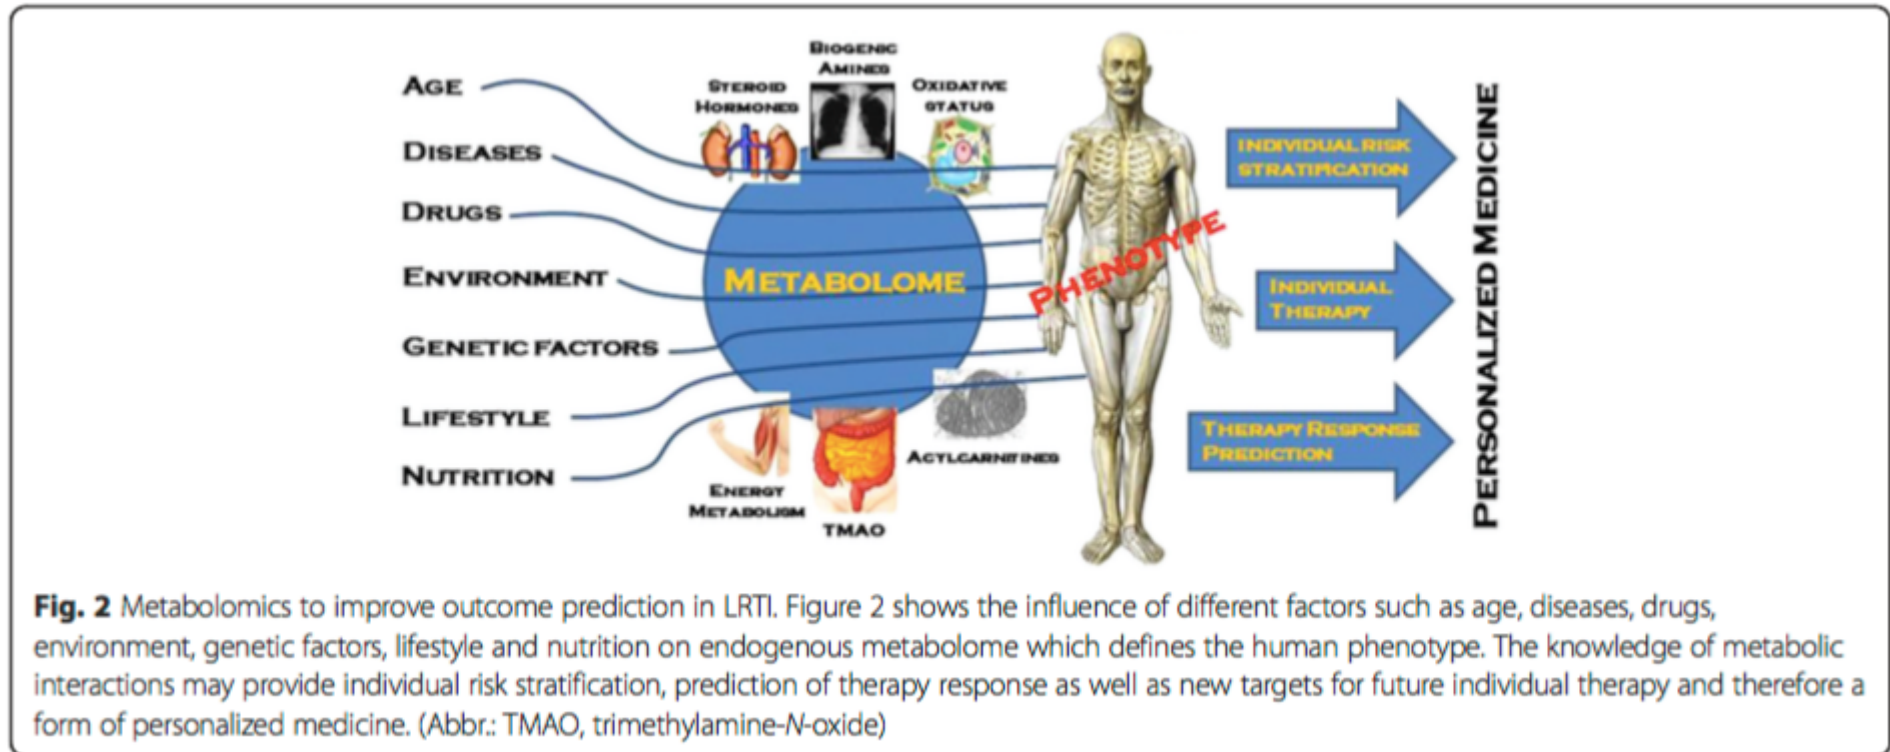 AGE
DISEASES
DRUGS
ENVIRONMENT
GENETIC FACTORS
LIFESTYLE
NUTRITION
STEROID
HORMONES
BIOGENIC
AMINES
OXIDATIVE
STATUS
METABOLOME
ENERGY
METABOLISM
TMAO
ACYLCARNITINES
PHENOTYPE
INDIVIDUAL RISK
STRATIFICATION
INDIVIDUAL
THERAPY
THERAPY RESPONSE
PREDICTION
PERSONALIZED MEDICINE
Fig. 2 Metabolomics to improve outcome prediction in LRTI. Figure 2 shows the influence of different factors such as age, diseases, drugs,
environment, genetic factors, lifestyle and nutrition on endogenous metabolome which defines the human phenotype. The knowledge of metabolic
interactions may provide individual risk stratification, prediction of therapy response as well as new targets for future individual therapy and therefore a
form of personalized medicine. (Abbr.: TMAO, trimethylamine-N-oxide)